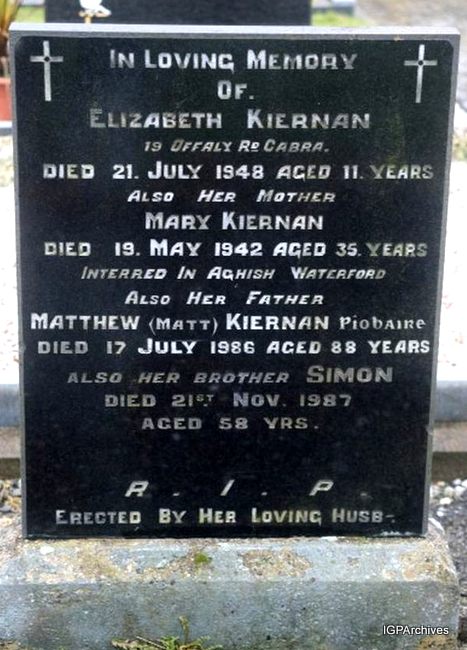 In Loving Memory
Of.
Elizabeth Kiernan
19 Offaly Rd Cabra.
Died 21. July 1948 Aged 11. Years
Also Her Mother
Mary Kiernan
Died 19. May 1942 Aged 35. Years
Interred In Aghish Waterford
Also Her Father
Matthew (Matt) Kiernan Piobaire
Died 17 July 1986 Aged 88 Years
Also Her Brother Simon
Died 21st Nov. 1987
Aged 58 Yrs.
R. I. P.
Erected By Her Loving Husb-
IGPArchives